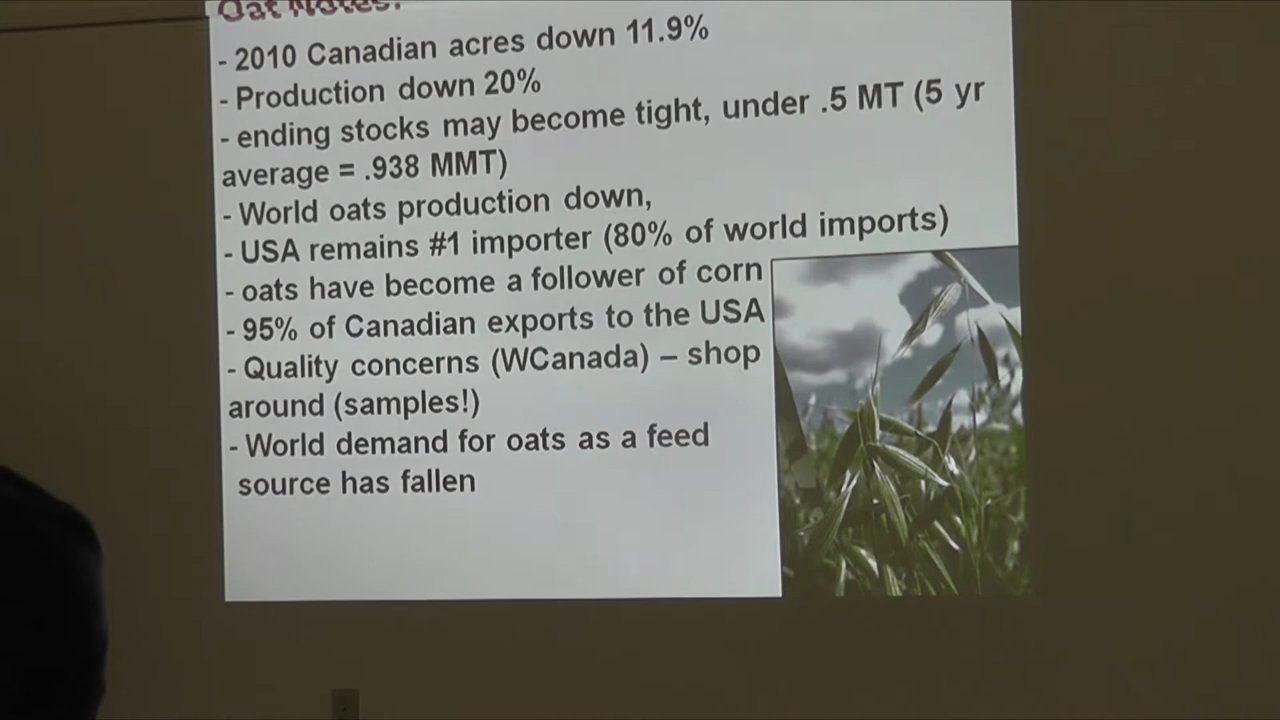 Oat Notes:
- 2010 Canadian acres down 11.9%
- Production down 20%
- ending stocks may become tight, under .5 MT (5 yr
average = .938 MMT)
- World oats production down,
- USA remains #1 importer (80% of world imports)
- oats have become a follower of corn
- 95% of Canadian exports to the USA
- Quality concerns (WCanada) – shop
around (samples!)
- World demand for oats as a feed
source has fallen